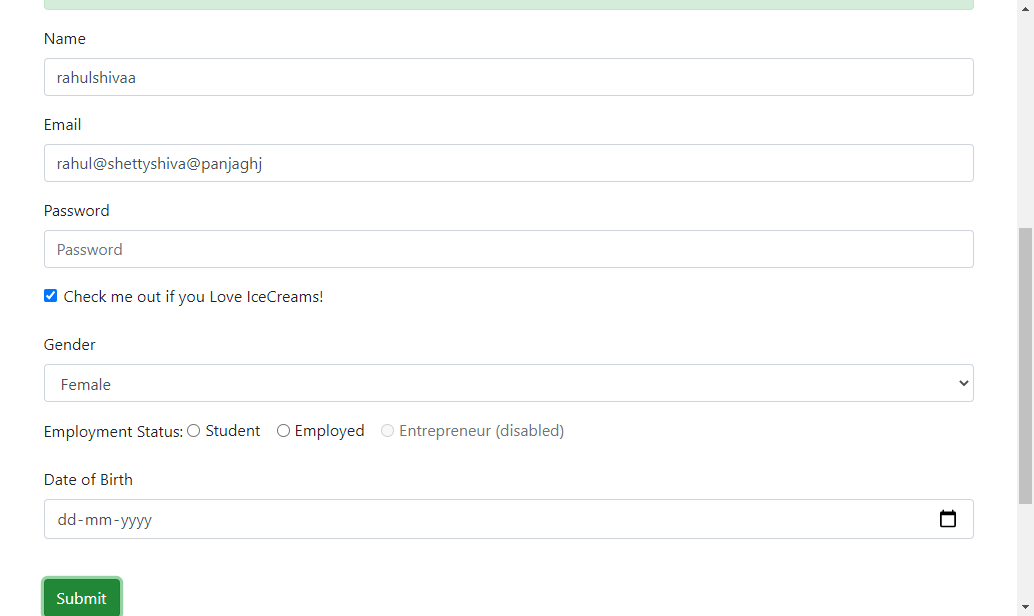 Name
rahulshivaa
Email
rahul@shettyshiva@panjaghj
Password
Password
Check me out if you Love IceCreams!
Gender
Female
Employment Status: Student Employed Entrepreneur (disabled)
Date of Birth
dd-mm-yyyy
Submit